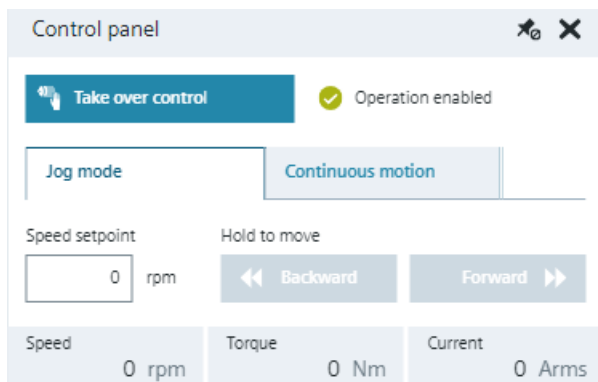 Control panel
Take over control
Operation enabled
Jog mode
Continuous motion
Speed setpoint
Hold to move
0 rpm
Backward
Forward
Speed
Torque
Current
0 rpm
0 Nm
0 Arms